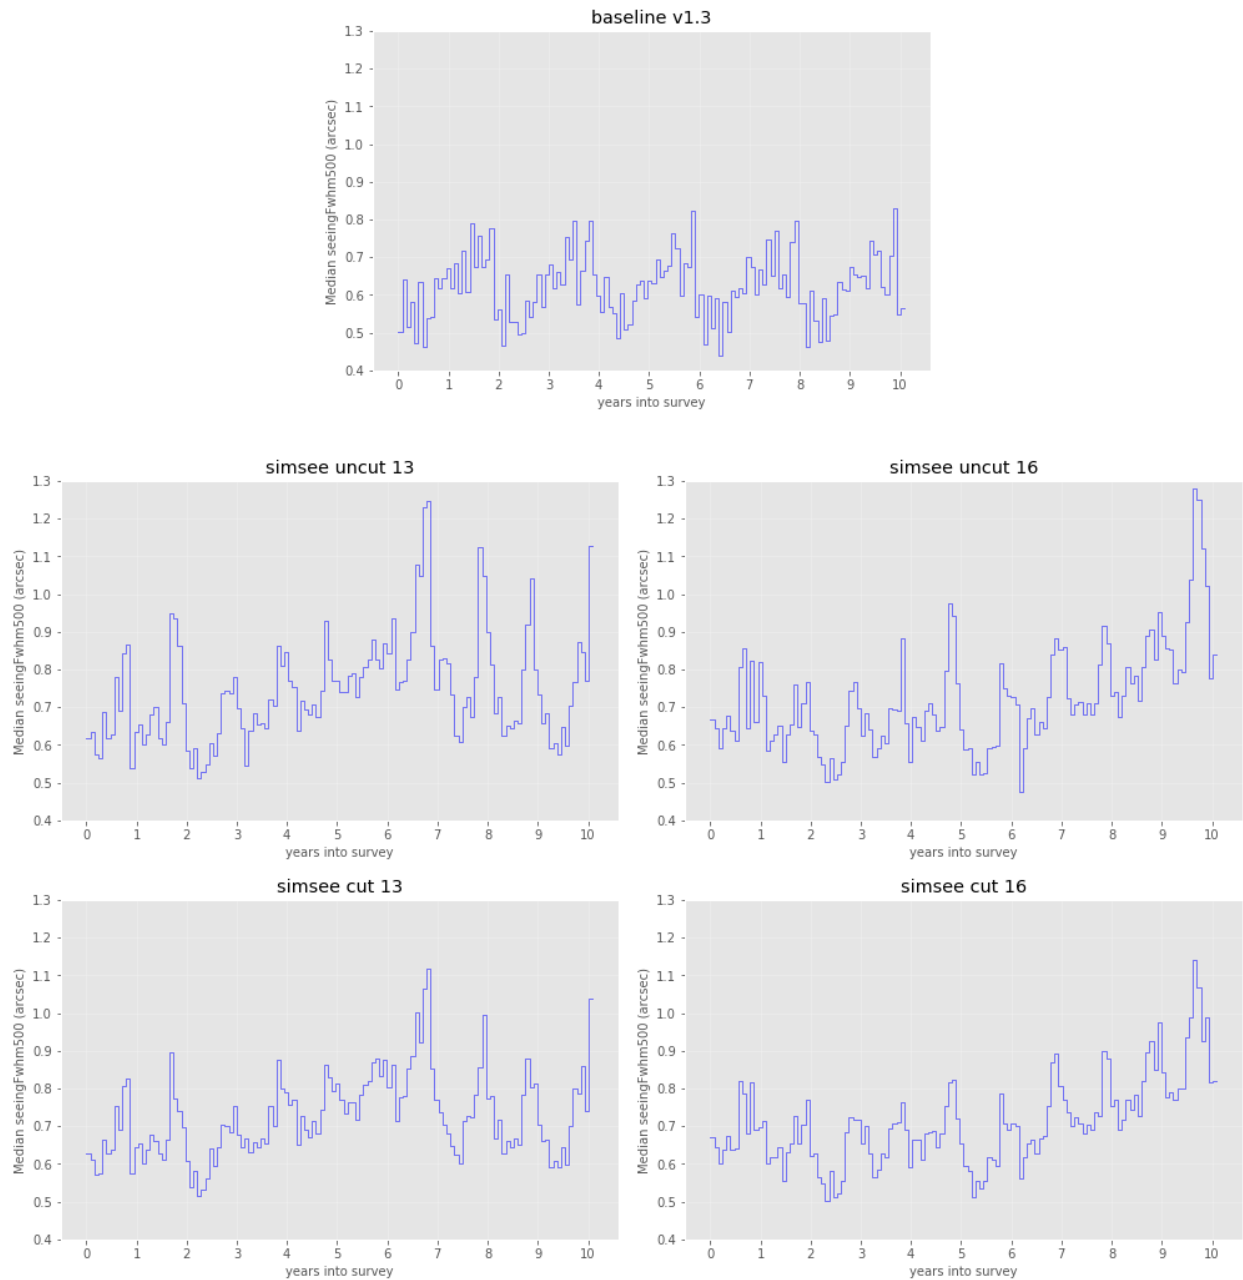 baseline v1.3
1.3
1.2
1.1
1.0
0.9
0.8
0.7
0.6
0.5
0.4
Median seeingFwhm500 (arcsec)
0 1 2 3 4 5 6 7 8 9 10
years into survey
simsee uncut 13
1.3
1.2
1.1
1.0
0.9
0.8
0.7
0.6
0.5
0.4
Median seeingFwhm500 (arcsec)
0 1 2 3 4 5 6 7 8 9 10
years into survey
simsee uncut 16
1.3
1.2
1.1
1.0
0.9
0.8
0.7
0.6
0.5
0.4
Median seeingFwhm500 (arcsec)
0 1 2 3 4 5 6 7 8 9 10
years into survey
simsee cut 13
1.3
1.2
1.1
1.0
0.9
0.8
0.7
0.6
0.5
0.4
Median seeingFwhm500 (arcsec)
0 1 2 3 4 5 6 7 8 9 10
years into survey
simsee cut 16
1.3
1.2
1.1
1.0
0.9
0.8
0.7
0.6
0.5
0.4
Median seeingFwhm500 (arcsec)
0 1 2 3 4 5 6 7 8 9 10
years into survey